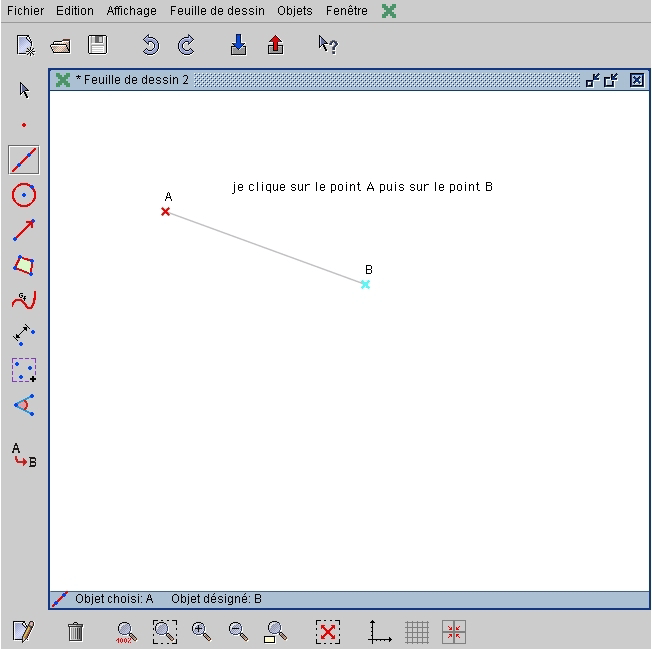 Fichier Edition Affichage Feuille de dessin Objets Fenêtre
* Feuille de dessin 2
je clique sur le point A puis sur le point B
A
B
A
B
Objet choisi: A Objet désigné: B
100%